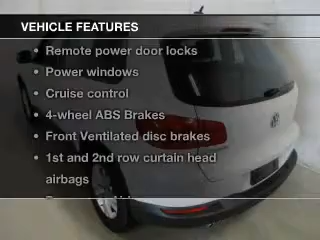 VEHICLE FEATURES
• Remote power door locks
• Power windows
• Cruise control
• 4-wheel ABS Brakes
• Front Ventilated disc brakes
• 1st and 2nd row curtain head
airbags